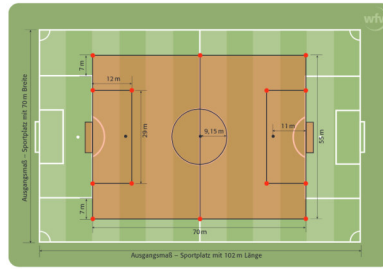 wfv
7 m
12 m
29 m
9,15 m
11 m
55 m
7 m
70 m
Ausgangsmaß – Sportplatz mit 70 m Breite
Ausgangsmaß – Sportplatz mit 102 m Länge